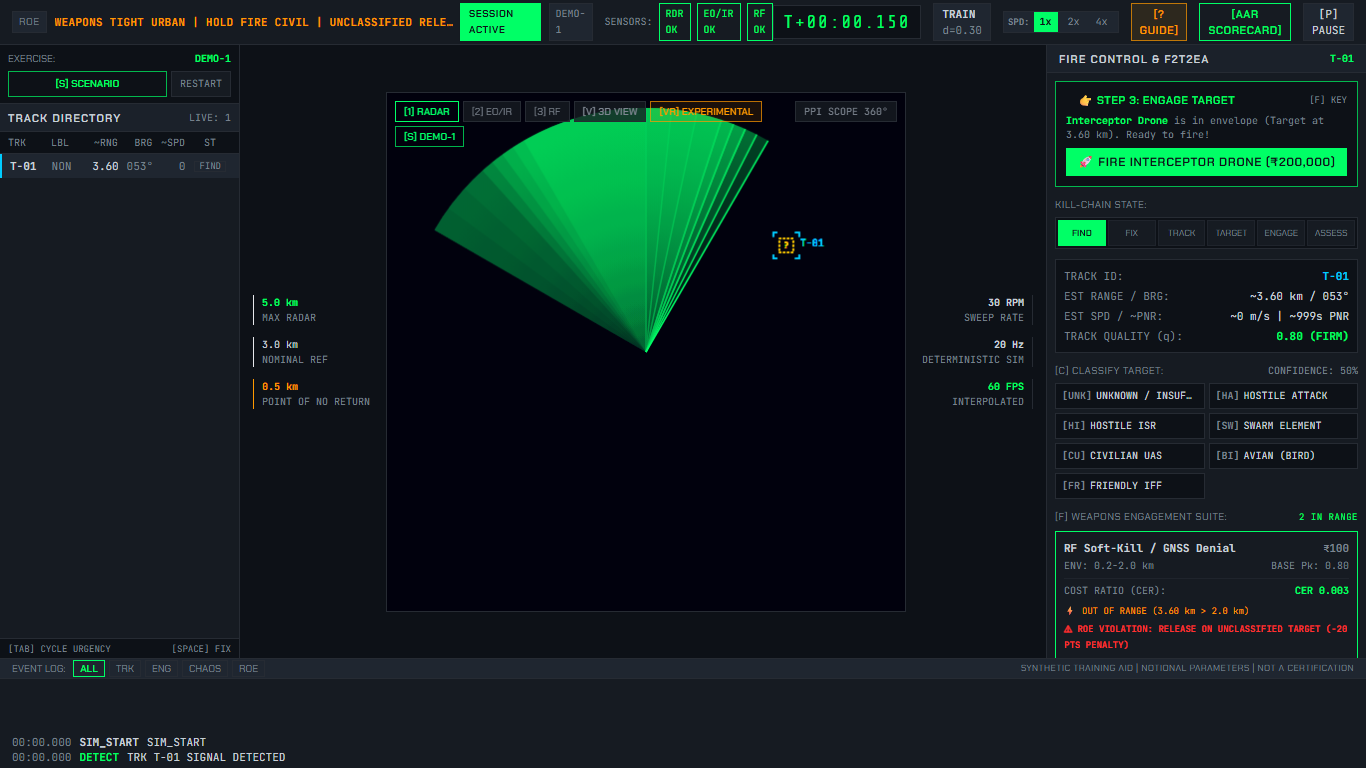 ROE
WEAPONS TIGHT URBAN | HOLD FIRE CIVIL | UNCLASSIFIED RELE…
SESSION ACTIVE
DEMO-1
SENSORS:
RDR OK
EO/IR OK
RF OK
T+00:00.150
TRAIN
d=0.30
SPD: 1x 2x 4x
[? GUIDE]
[AAR SCORECARD]
[P] PAUSE
EXERCISE: DEMO-1
[S] SCENARIO
RESTART
TRACK DIRECTORY
LIVE: 1
TRK LBL ~RNG BRG ~SPD ST
T-01 NON 3.60 053° 0 FIND
[TAB] CYCLE URGENCY
[SPACE] FIX
[1] RADAR
[2] EO/IR
[3] RF
[V] 3D VIEW
[VR] EXPERIMENTAL
PPI SCOPE 360°
[S] DEMO-1
? T-01
5.0 km
MAX RADAR
3.0 km
NOMINAL REF
0.5 km
POINT OF NO RETURN
30 RPM
SWEEP RATE
20 Hz
DETERMINISTIC SIM
60 FPS
INTERPOLATED
FIRE CONTROL & F2T2EA
T-01
👉 STEP 3: ENGAGE TARGET
[F] KEY
Interceptor Drone is in envelope (Target at
3.60 km). Ready to fire!
🚀 FIRE INTERCEPTOR DRONE (₹200,000)
KILL-CHAIN STATE:
FIND FIX TRACK TARGET ENGAGE ASSESS
TRACK ID: T-01
EST RANGE / BRG: ~3.60 km / 053°
EST SPD / ~PNR: ~0 m/s | ~999s PNR
TRACK QUALITY (q): 0.80 (FIRM)
[C] CLASSIFY TARGET:
CONFIDENCE: 50%
[UNK] UNKNOWN / INSUF…
[HA] HOSTILE ATTACK
[HI] HOSTILE ISR
[SW] SWARM ELEMENT
[CU] CIVILIAN UAS
[BI] AVIAN (BIRD)
[FR] FRIENDLY IFF
[F] WEAPONS ENGAGEMENT SUITE:
2 IN RANGE
RF Soft-Kill / GNSS Denial ₹100
ENV: 0.2–2.0 km BASE Pk: 0.80
COST RATIO (CER): CER 0.003
⚡ OUT OF RANGE (3.60 km > 2.0 km)
⚠ ROE VIOLATION: RELEASE ON UNCLASSIFIED TARGET (-20
PTS PENALTY)
EVENT LOG: ALL TRK ENG CHAOS ROE
SYNTHETIC TRAINING AID | NOTIONAL PARAMETERS | NOT A CERTIFICATION
00:00.000 SIM_START SIM_START
00:00.000 DETECT TRK T-01 SIGNAL DETECTED